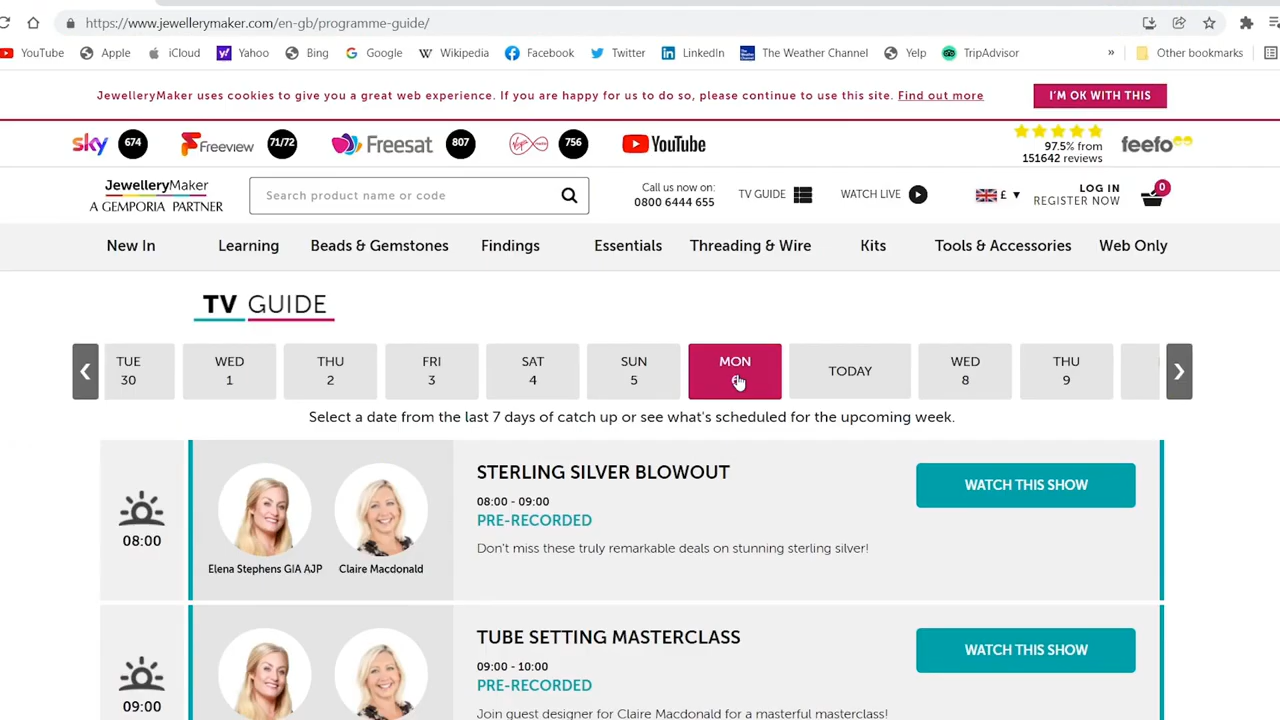 https://www.jewellerymaker.com/en-gb/programme-guide/
YouTube Apple iCloud Yahoo Bing Google Wikipedia Facebook Twitter LinkedIn The Weather Channel Yelp TripAdvisor » Other bookmarks
JewelleryMaker uses cookies to give you a great web experience. If you are happy for us to do so, please continue to use this site. Find out more I'M OK WITH THIS
sky 674 Freeview 71/72 Freesat 807 756 YouTube
97.5% from
151642 reviews
feefo
JewelleryMaker
A GEMPORIA PARTNER
Search product name or code
Call us now on:
0800 6444 655
TV GUIDE WATCH LIVE £
LOG IN
REGISTER NOW
0
New In Learning Beads & Gemstones Findings Essentials Threading & Wire Kits Tools & Accessories Web Only
TV GUIDE
TUE
30
WED
1
THU
2
FRI
3
SAT
4
SUN
5
MON
TODAY
WED
8
THU
9
Select a date from the last 7 days of catch up or see what's scheduled for the upcoming week.
08:00
Elena Stephens GIA AJP Claire Macdonald
STERLING SILVER BLOWOUT
08:00 - 09:00
PRE-RECORDED
Don't miss these truly remarkable deals on stunning sterling silver!
WATCH THIS SHOW
09:00
TUBE SETTING MASTERCLASS
09:00 - 10:00
PRE-RECORDED
Join guest designer for Claire Macdonald for a masterful masterclass!
WATCH THIS SHOW